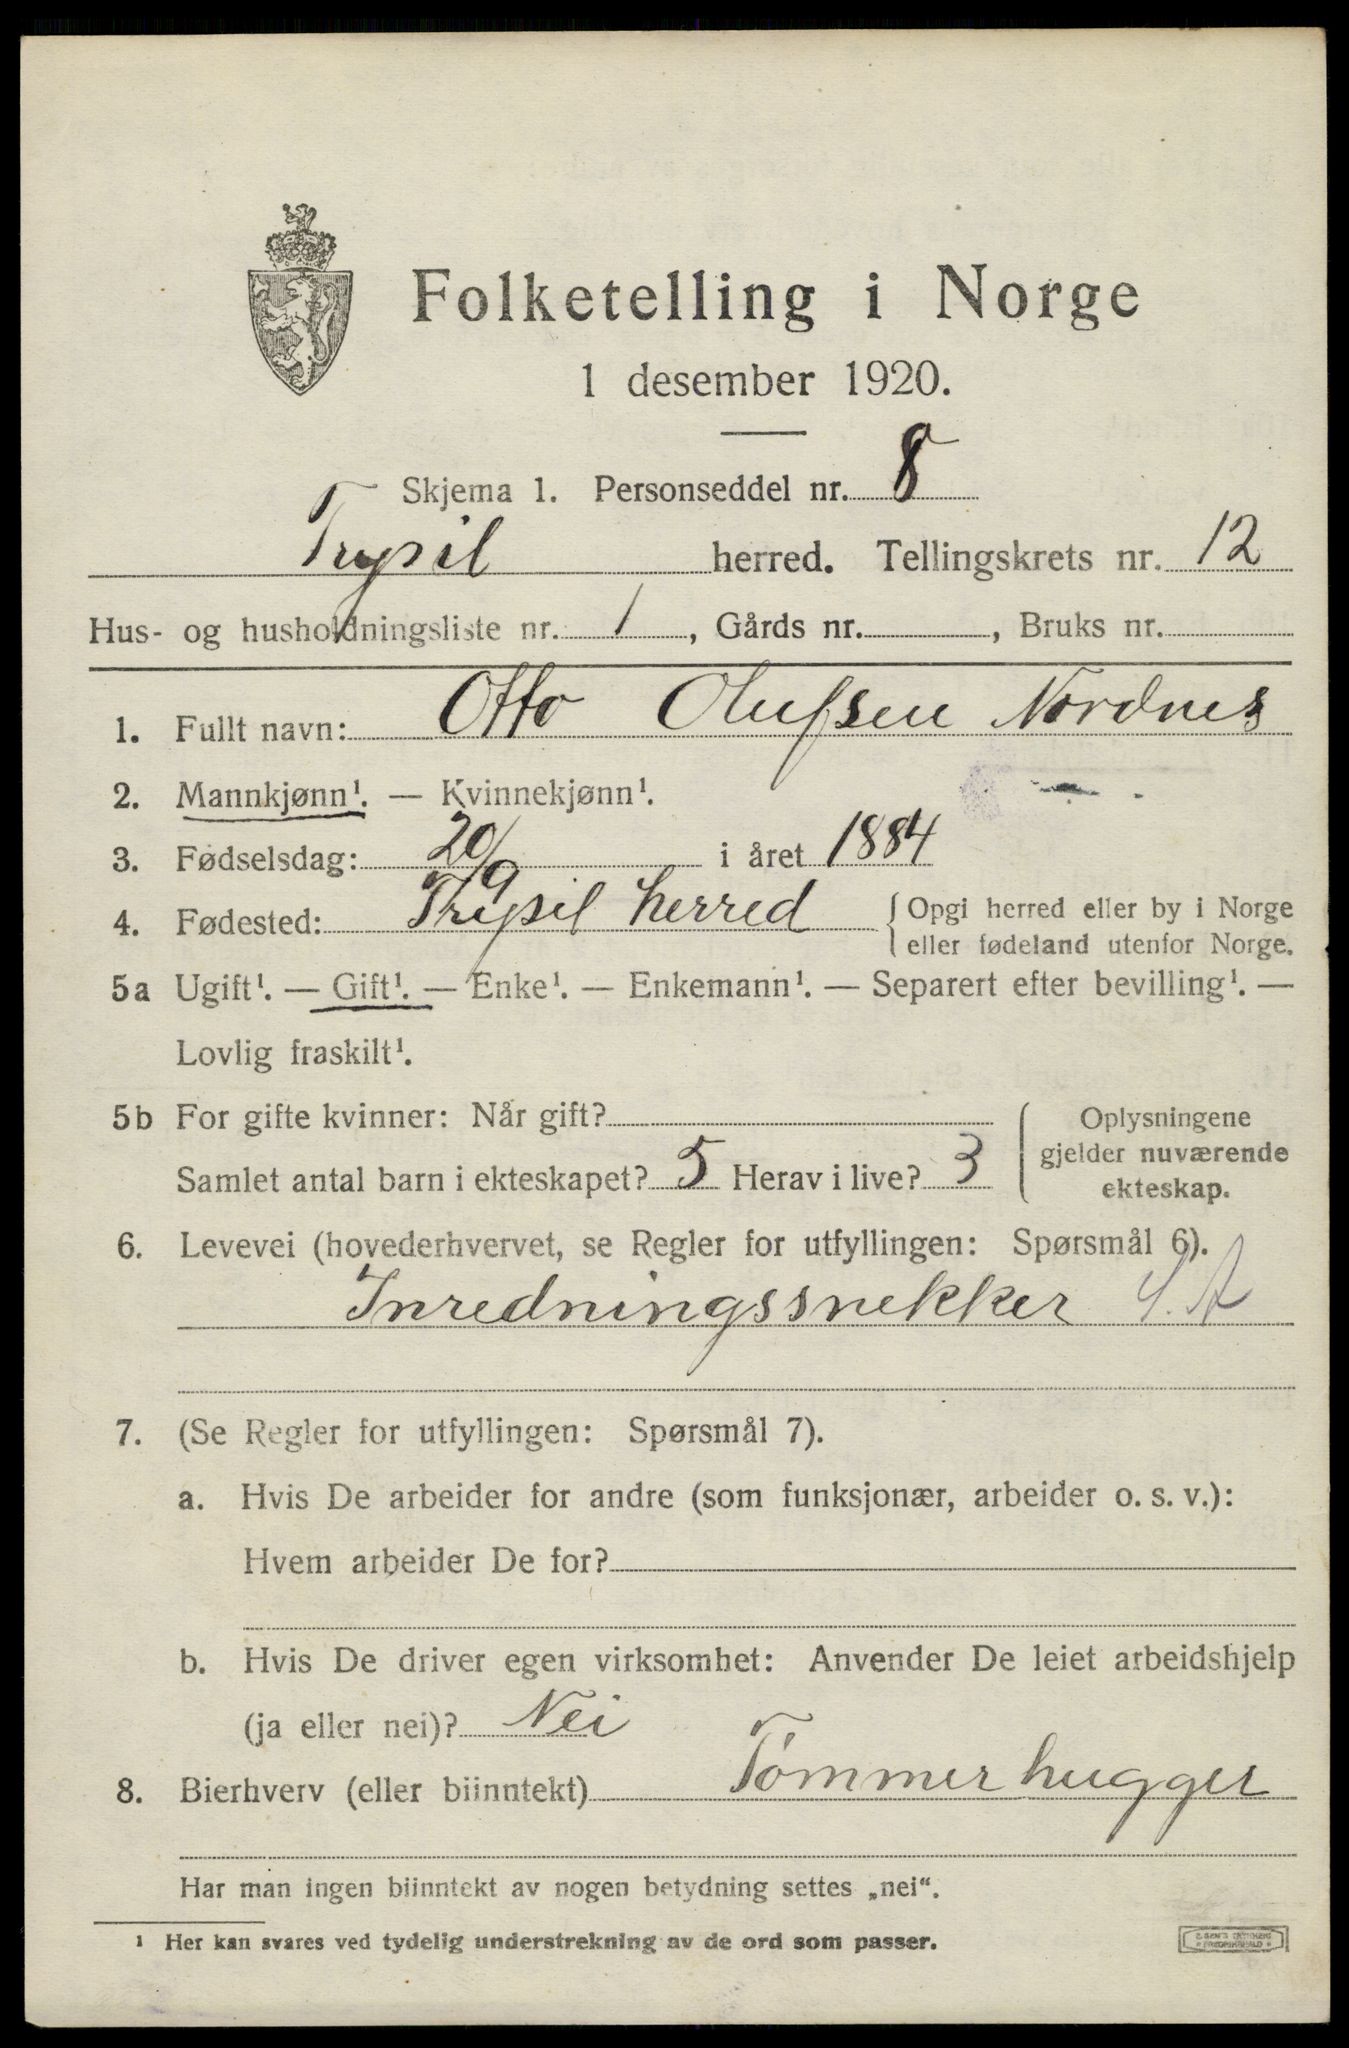 Folketelling i Norge
1 desember 1920.
Skjema 1. Personseddel nr. 8
Trysil herred. Tellingskrets nr. 12
Hus- og husholdningsliste nr. 1, Gårds nr. , Bruks nr.
1. Fullt navn: Otto Olufsen Nordnes
2. Mannkjønn¹. — Kvinnekjønn¹.
3. Fødselsdag: 20/9 i året 1884
4. Fødested: Trysil herred { Opgi herred eller by i Norge
eller fødeland utenfor Norge.
5a Ugift¹. — Gift¹. — Enke¹. — Enkemann¹. — Separert efter bevilling¹. —
Lovlig fraskilt¹.
5b For gifte kvinner: Når gift?
Samlet antal barn i ekteskapet? 5 Herav i live? 3
Oplysningene
gjelder nuværende
ekteskap.
6. Levevei (hovederhvervet, se Regler for utfyllingen: Spørsmål 6).
Inredningssnekker S. A
7. (Se Regler for utfyllingen: Spørsmål 7).
a. Hvis De arbeider for andre (som funksjonær, arbeider o. s. v.):
Hvem arbeider De for?
b. Hvis De driver egen virksomhet: Anvender De leiet arbeidshjelp
(ja eller nei)? Nei
8. Bierhverv (eller biinntekt) Tømmerhugger
Har man ingen biinntekt av nogen betydning settes „nei“.
¹ Her kan svares ved tydelig understrekning av de ord som passer.